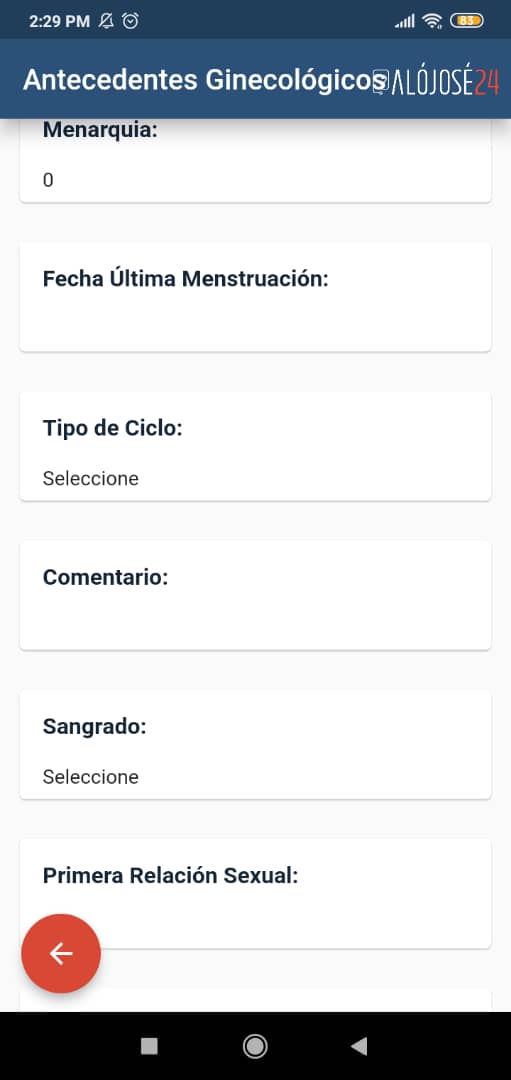 2:29 PM
83
Antecedentes Ginecológicos
ALÓJOSÉ24
Menarquia:
0
Fecha Última Menstruación:
Tipo de Ciclo:
Seleccione
Comentario:
Sangrado:
Seleccione
Primera Relación Sexual: